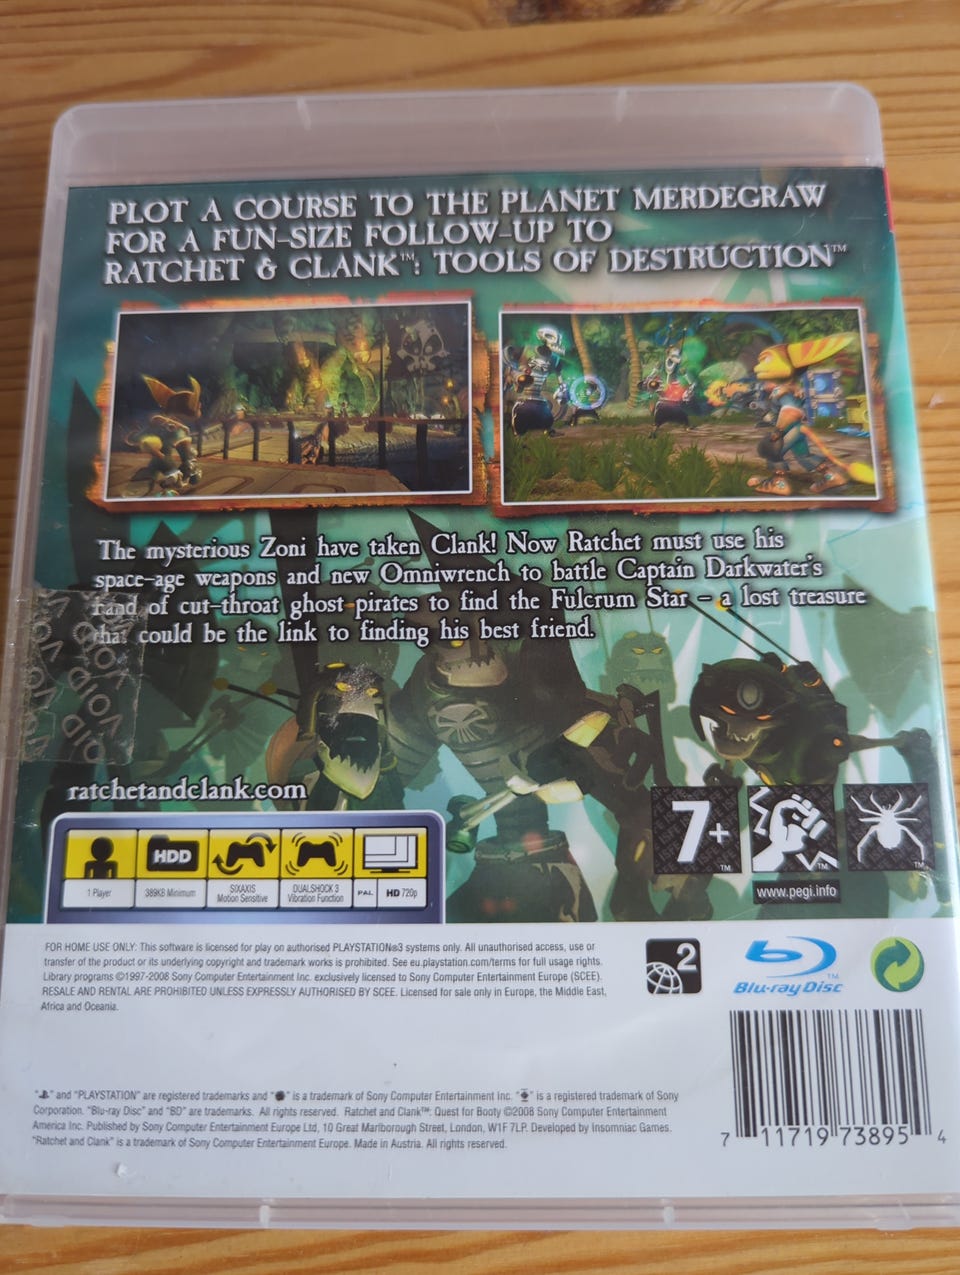 PLOT A COURSE TO THE PLANET MERDEGRAW
FOR A FUN-SIZE FOLLOW-UP TO
RATCHET & CLANK™: TOOLS OF DESTRUCTION™
The mysterious Zoni have taken Clank! Now Ratchet must use his
space-age weapons and new Omniwrench to battle Captain Darkwater's
band of cut-throat ghost-pirates to find the Fulcrum Star – a lost treasure
that could be the link to finding his best friend.
VOID VOID
VOID VOID
ratchetandclank.com
HDD
1 Player
389KB Minimum
SIXAXIS
Motion Sensitive
DUALSHOCK 3
Vibration Function
PAL
HD 720p
7+
TM
TM
TM
www.pegi.info
FOR HOME USE ONLY: This software is licensed for play on authorised PLAYSTATION®3 systems only. All unauthorised access, use or
transfer of the product or its underlying copyright and trademark works is prohibited. See eu.playstation.com/terms for full usage rights.
Library programs ©1997-2008 Sony Computer Entertainment Inc. exclusively licensed to Sony Computer Entertainment Europe (SCEE).
RESALE AND RENTAL ARE PROHIBITED UNLESS EXPRESSLY AUTHORISED BY SCEE. Licensed for sale only in Europe, the Middle East,
Africa and Oceania.
2
Blu-ray Disc
TM
" " and "PLAYSTATION" are registered trademarks and " " is a trademark of Sony Computer Entertainment Inc. " " is a registered trademark of Sony
Corporation. "Blu-ray Disc" and "BD" are trademarks. All rights reserved. Ratchet and Clank™: Quest for Booty ©2008 Sony Computer Entertainment
America Inc. Published by Sony Computer Entertainment Europe Ltd, 10 Great Marlborough Street, London, W1F 7LP. Developed by Insomniac Games.
"Ratchet and Clank" is a trademark of Sony Computer Entertainment Europe. Made in Austria. All rights reserved.
7 11719 73895 4